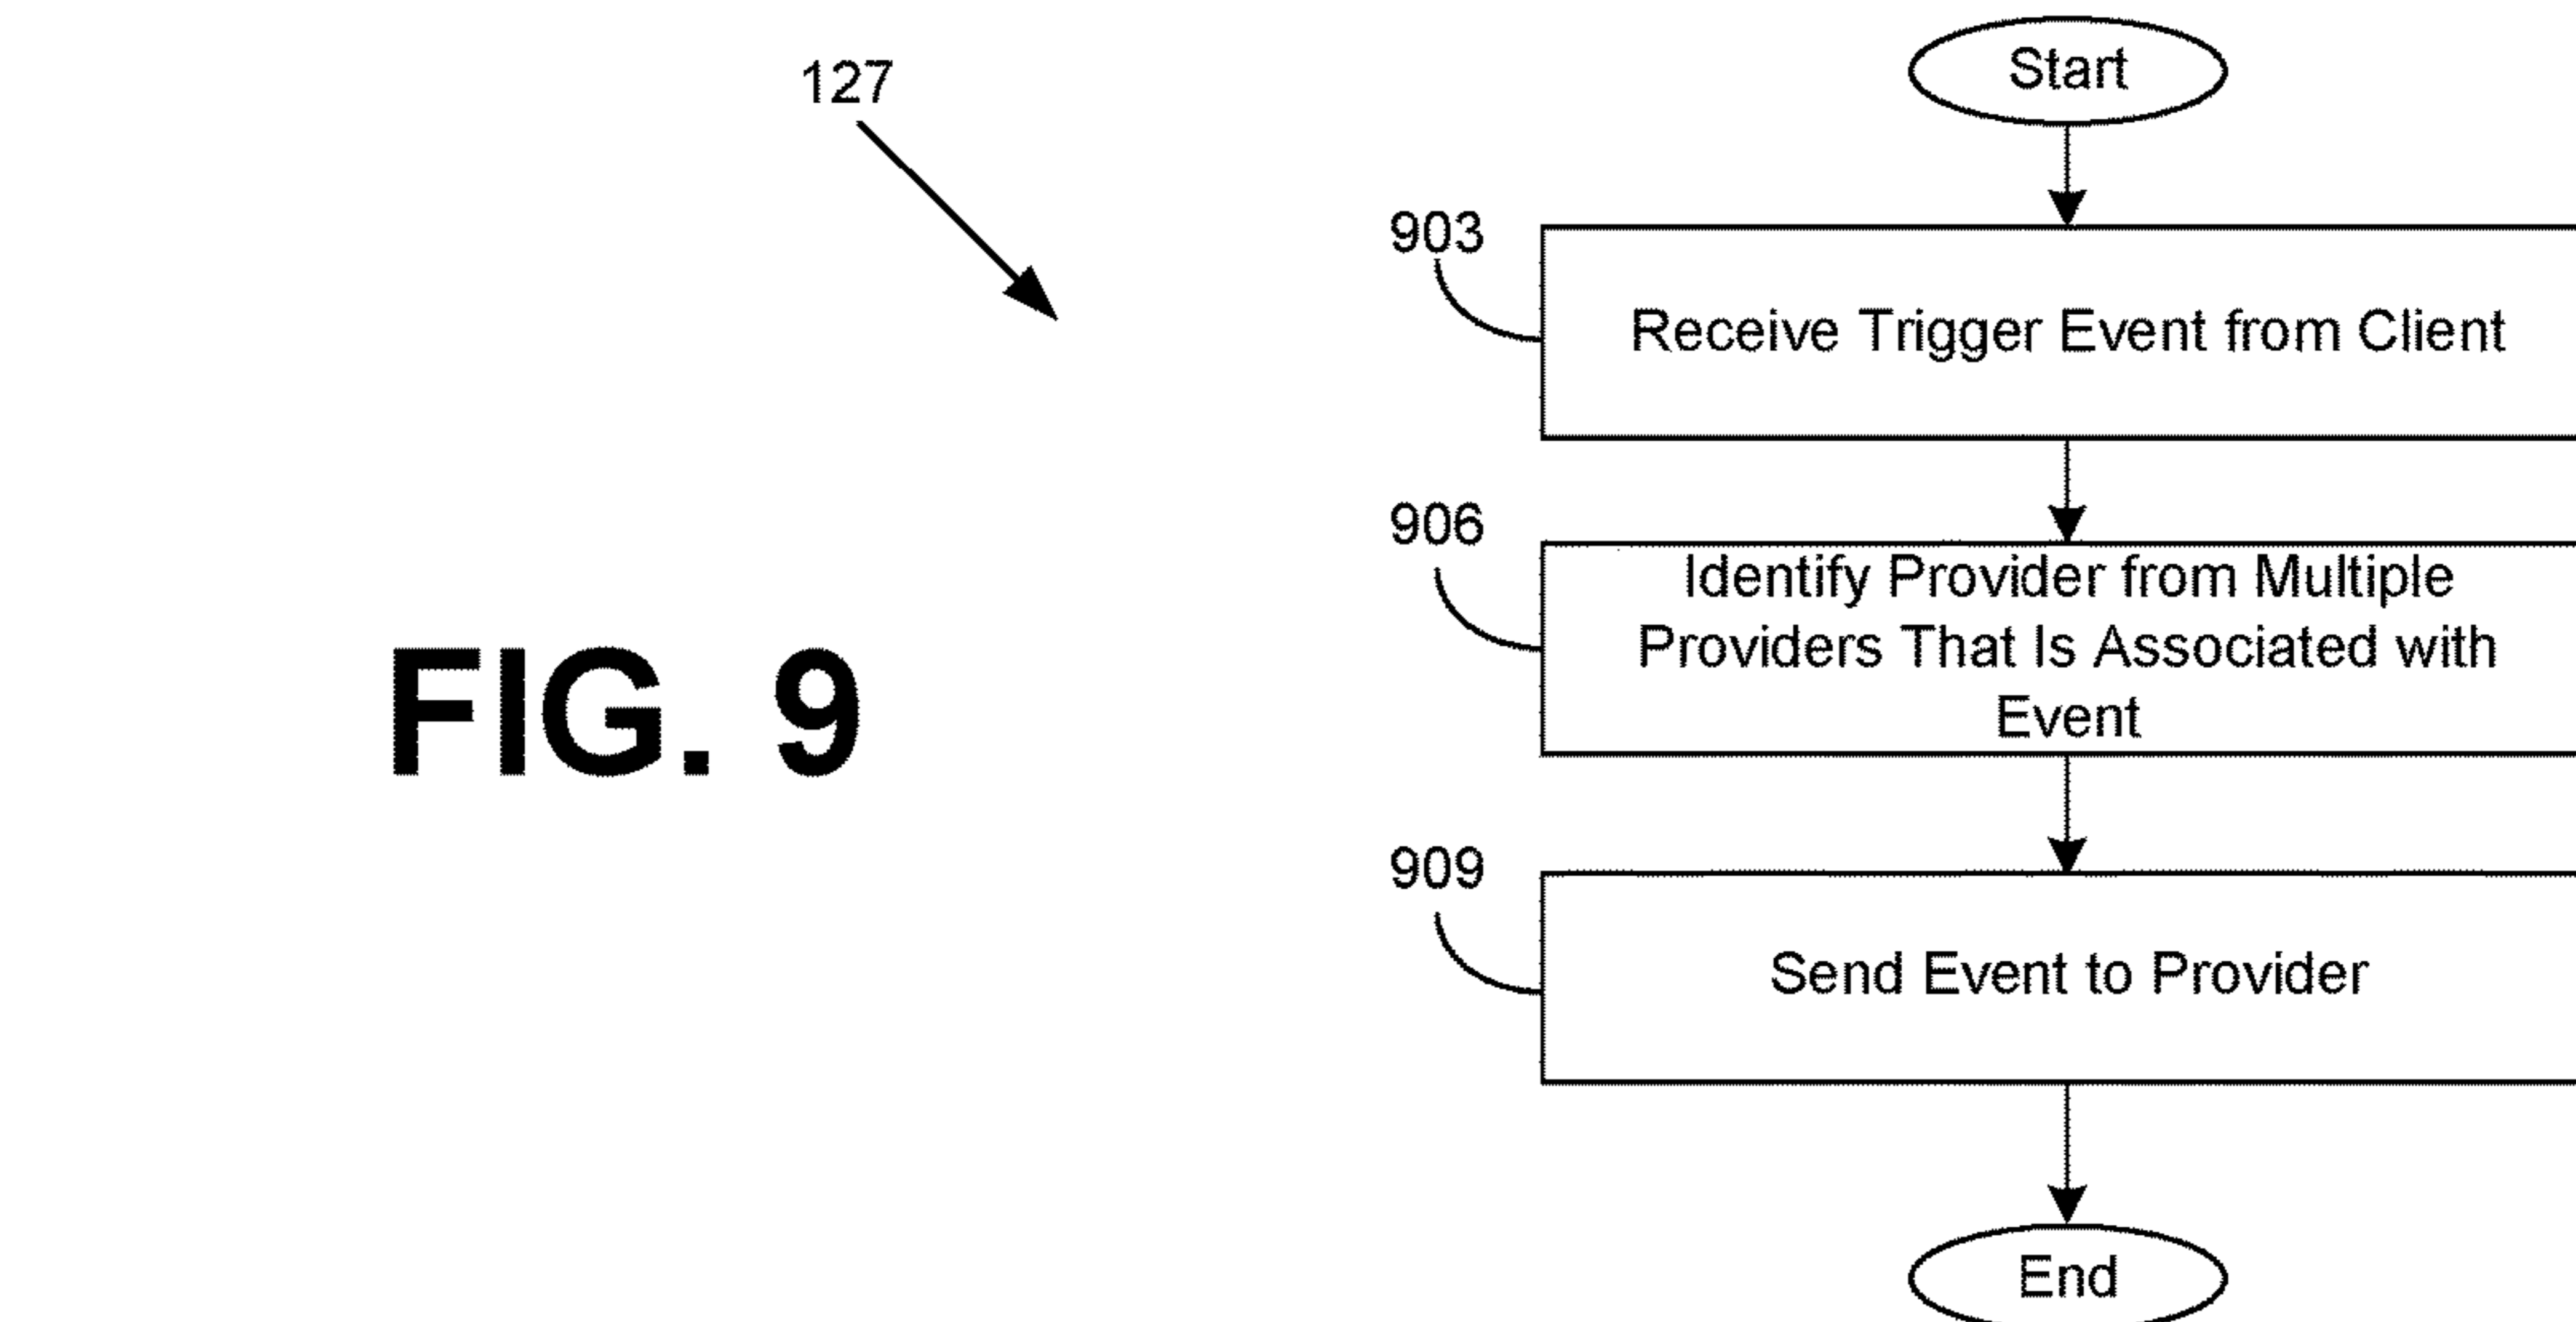 127
Start
903
Receive Trigger Event from Client
906
Identify Provider from Multiple
Providers That Is Associated with
Event
FIG. 9
909
Send Event to Provider
End